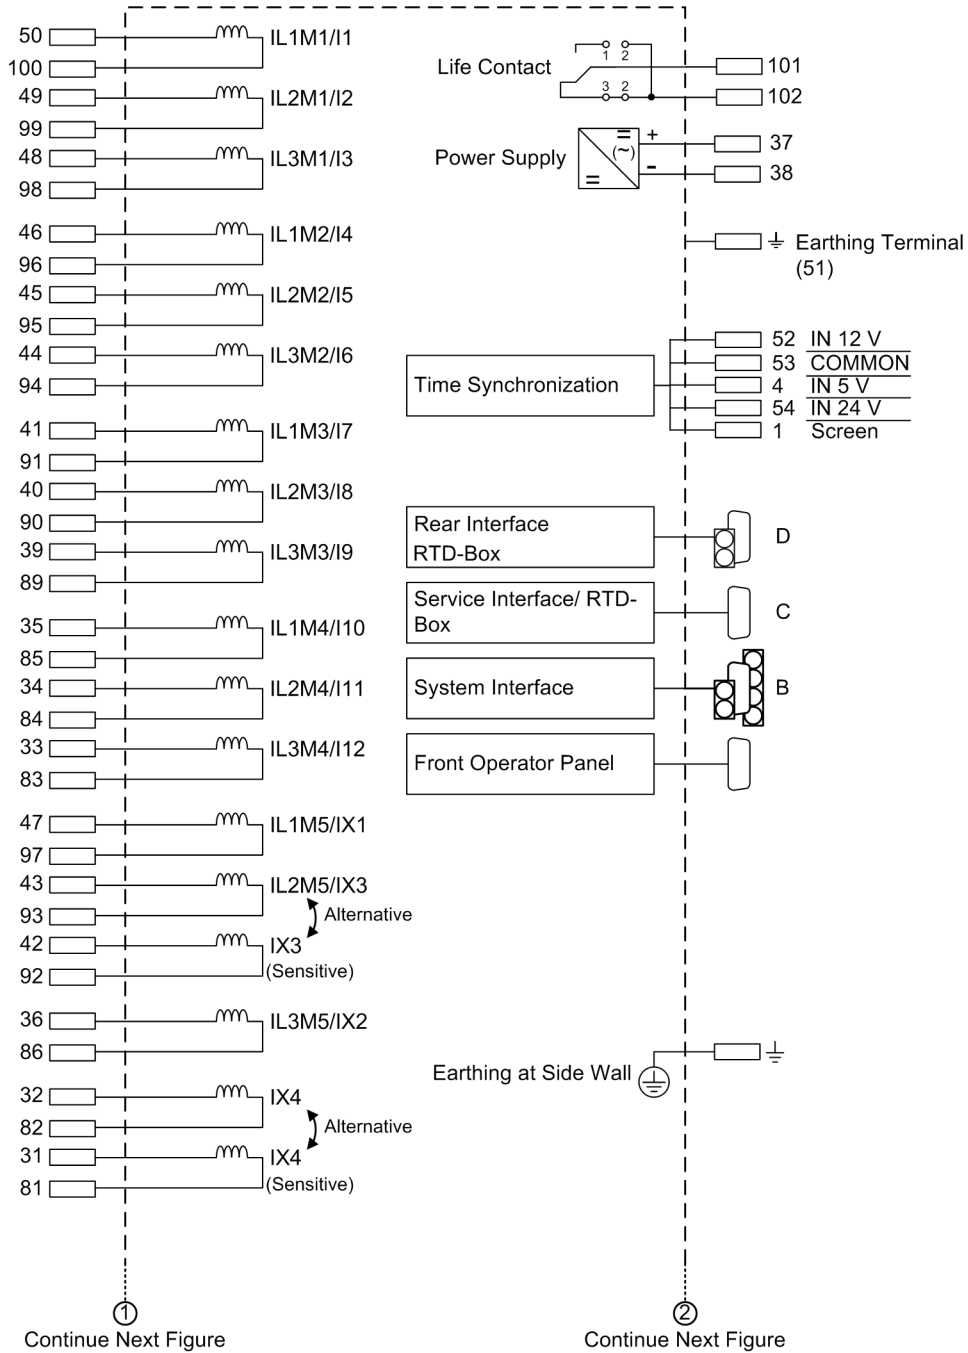 50 IL1M1/I1
100
49 IL2M1/I2
99
48 IL3M1/I3
98
46 IL1M2/I4
96
45 IL2M2/I5
95
44 IL3M2/I6
94
41 IL1M3/I7
91
40 IL2M3/I8
90
39 IL3M3/I9
89
35 IL1M4/I10
85
34 IL2M4/I11
84
33 IL3M4/I12
83
47 IL1M5/IX1
97
43 IL2M5/IX3
93 Alternative
42 IX3
(Sensitive)
92
36 IL3M5/IX2
86
32 IX4
82 Alternative
31 IX4
(Sensitive)
81
1
Continue Next Figure
1 2
Life Contact 101
3 2
102
= + 37
(~)
Power Supply
= - 38
Earthing Terminal
(51)
52 IN 12 V
53 COMMON
Time Synchronization 4 IN 5 V
54 IN 24 V
1 Screen
Rear Interface D
RTD-Box
Service Interface/ RTD- C
Box
System Interface B
Front Operator Panel
Earthing at Side Wall
2
Continue Next Figure